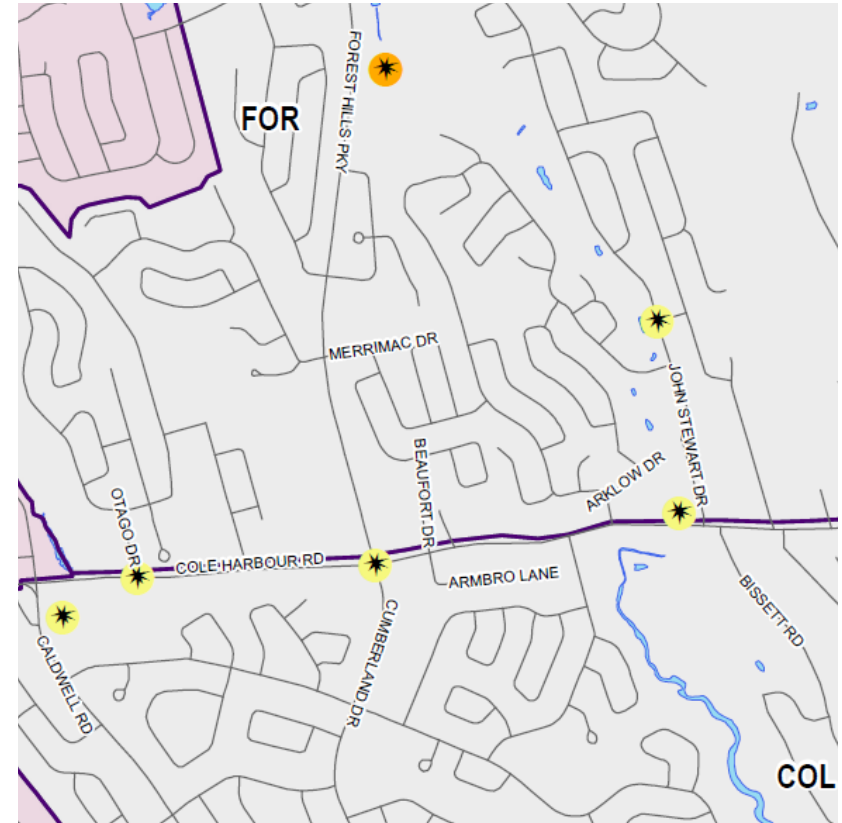 FOREST HILLS PKY
FOR
MERRIMAC DR
JOHN STEWART DR
BEAUFORT DR
ARKLOW DR
OTAGO DR
COLE HARBOUR RD
ARMBRO LANE
BISSETT RD
CUMBERLAND DR
CALDWELL RD
COL